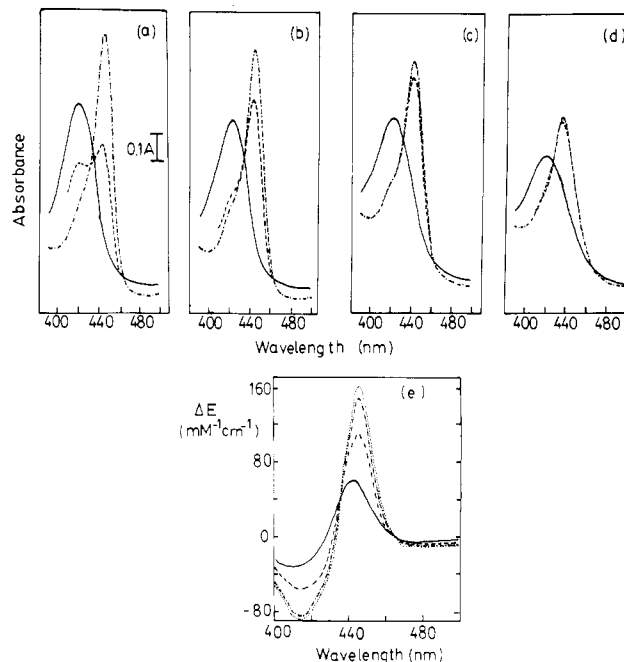 (a) (b) (c) (d)
0.1A
Absorbance
400 440 480 400 440 480 400 440 480 400 440 480
Wavelength (nm)
(e)
ΔE
(mM⁻¹cm⁻¹)
160
80
0
-80
400 440 480
Wavelength (nm)